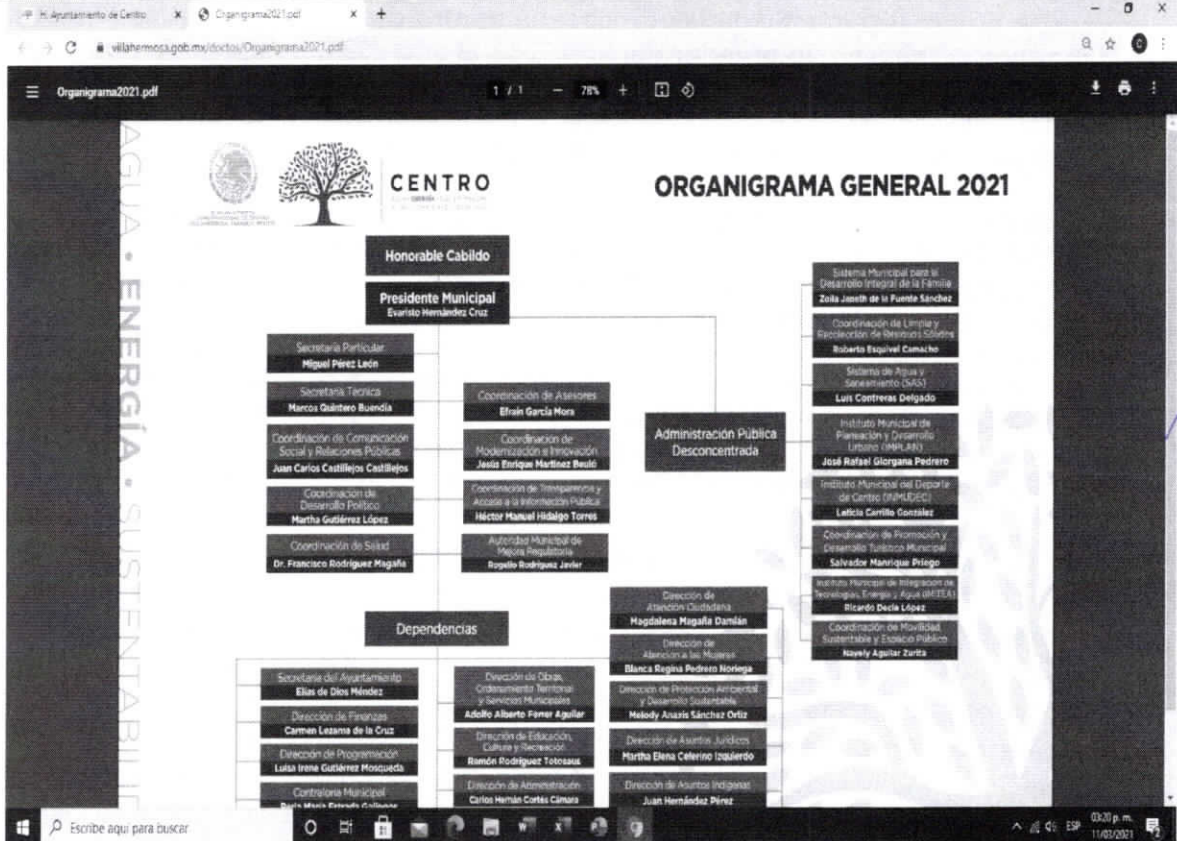 H. Ayuntamiento de Centro
Organigrama2021.pdf
villahermosa.gob.mx/doctos/Organigrama2021.pdf
Organigrama2021.pdf
1 / 1
78%
AGUA • ENERGÍA • SUSTENTABILI
CENTRO
ORGANIGRAMA GENERAL 2021
Honorable Cabildo
Presidente Municipal
Evaristo Hernández Cruz
Secretaría Particular
Miguel Pérez León
Secretaría Técnica
Marcos Quintero Buendía
Coordinación de Comunicación
Social y Relaciones Públicas
Juan Carlos Castillejos Castillejos
Coordinación de
Desarrollo Político
Martha Gutiérrez López
Coordinación de Salud
Dr. Francisco Rodríguez Magaña
Coordinación de Asesores
Efraín García Mora
Coordinación de
Modernización e Innovación
Jesús Enrique Martínez Beuló
Coordinación de Transparencia y
Acceso a la Información Pública
Héctor Manuel Hidalgo Torres
Autoridad Municipal de
Mejora Regulatoria
Rogelio Rodríguez Javier
Administración Pública
Desconcentrada
Sistema Municipal para el
Desarrollo Integral de la Familia
Zoila Janeth de la Fuente Sánchez
Coordinación de Limpia y
Recolección de Residuos Sólidos
Roberto Esquivel Camacho
Sistema de Agua y
Saneamiento (SAS)
Luis Contreras Delgado
Instituto Municipal de
Planeación y Desarrollo
Urbano (IMPLAN)
José Rafael Giorgana Pedrero
Instituto Municipal del Deporte
de Centro (INMUDEC)
Leticia Carrillo González
Coordinación de Promoción y
Desarrollo Turístico Municipal
Salvador Manrique Priego
Instituto Municipal de Integración de
Tecnologías, Energía y Agua (IMITEA)
Ricardo Decle López
Coordinación de Movilidad
Sustentable y Espacio Público
Nayely Aguilar Zurita
Dependencias
Secretaría del Ayuntamiento
Elías de Dios Méndez
Dirección de Finanzas
Carmen Lezama de la Cruz
Dirección de Programación
Luisa Irene Gutiérrez Mosqueda
Contraloría Municipal
Perla María Estrada Gallegos
Dirección de Obras,
Ordenamiento Territorial
y Servicios Municipales
Adolfo Alberto Ferrer Aguilar
Dirección de Educación,
Cultura y Recreación
Ramón Rodríguez Totosaus
Dirección de Administración
Carlos Hernán Cortés Cámara
Dirección de
Atención Ciudadana
Magdalena Magaña Damián
Dirección de
Atención a las Mujeres
Blanca Regina Pedrero Noriega
Dirección de Protección Ambiental
y Desarrollo Sustentable
Melody Anazis Sánchez Ortiz
Dirección de Asuntos Jurídicos
Martha Elena Ceferino Izquierdo
Dirección de Asuntos Indígenas
Juan Hernández Pérez
Escribe aquí para buscar
ESP
03:20 p. m.
11/03/2021